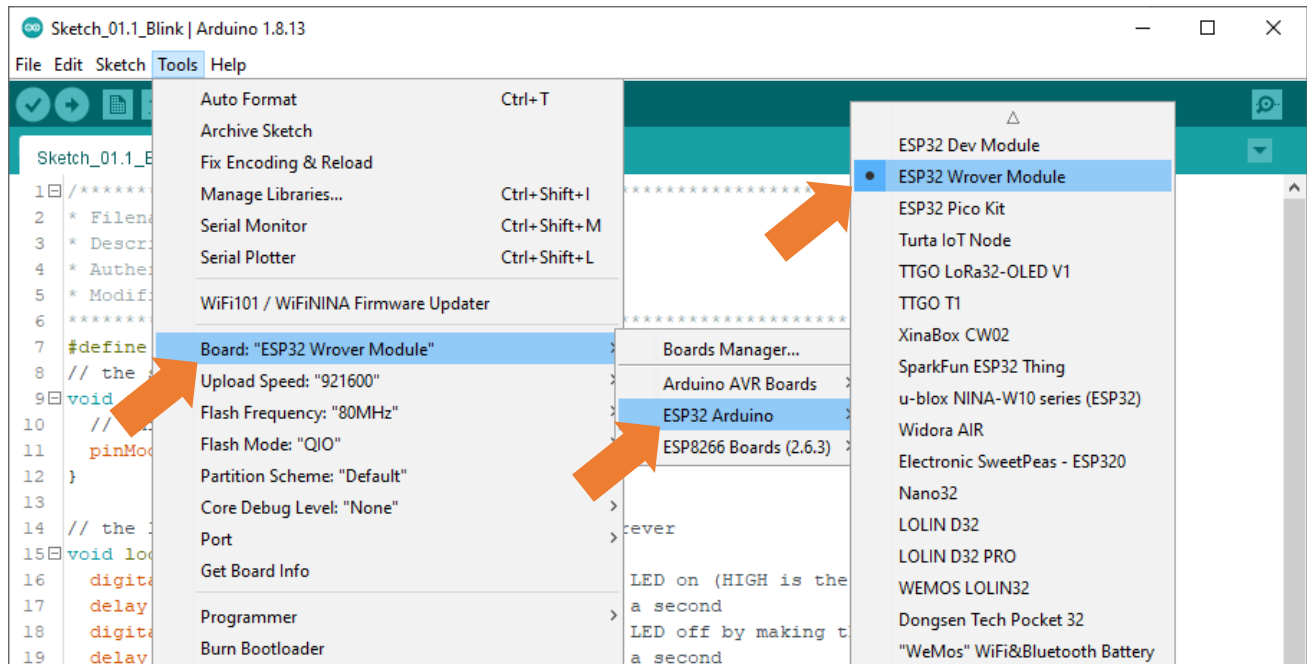 Sketch_01.1_Blink | Arduino 1.8.13
File Edit Sketch Tools Help
Sketch_01.1_B
1 /*******
2 * Filena
3 * Descri
4 * Auther
5 * Modifi
6 *******
7 #define
8 // the s
9 void
10 //
11 pinMod
12 }
13
14 // the l
15 void loo
16 digita
17 delay
18 digita
19 delay
Auto Format Ctrl+T
Archive Sketch
Fix Encoding & Reload
Manage Libraries... Ctrl+Shift+I
Serial Monitor Ctrl+Shift+M
Serial Plotter Ctrl+Shift+L
WiFi101 / WiFiNINA Firmware Updater
Board: "ESP32 Wrover Module"
Upload Speed: "921600"
Flash Frequency: "80MHz"
Flash Mode: "QIO"
Partition Scheme: "Default"
Core Debug Level: "None"
Port
Get Board Info
Programmer
Burn Bootloader
Boards Manager...
Arduino AVR Boards
ESP32 Arduino
ESP8266 Boards (2.6.3)
rever
LED on (HIGH is the
a second
LED off by making t
a second
ESP32 Dev Module
ESP32 Wrover Module
ESP32 Pico Kit
Turta IoT Node
TTGO LoRa32-OLED V1
TTGO T1
XinaBox CW02
SparkFun ESP32 Thing
u-blox NINA-W10 series (ESP32)
Widora AIR
Electronic SweetPeas - ESP320
Nano32
LOLIN D32
LOLIN D32 PRO
WEMOS LOLIN32
Dongsen Tech Pocket 32
"WeMos" WiFi&Bluetooth Battery